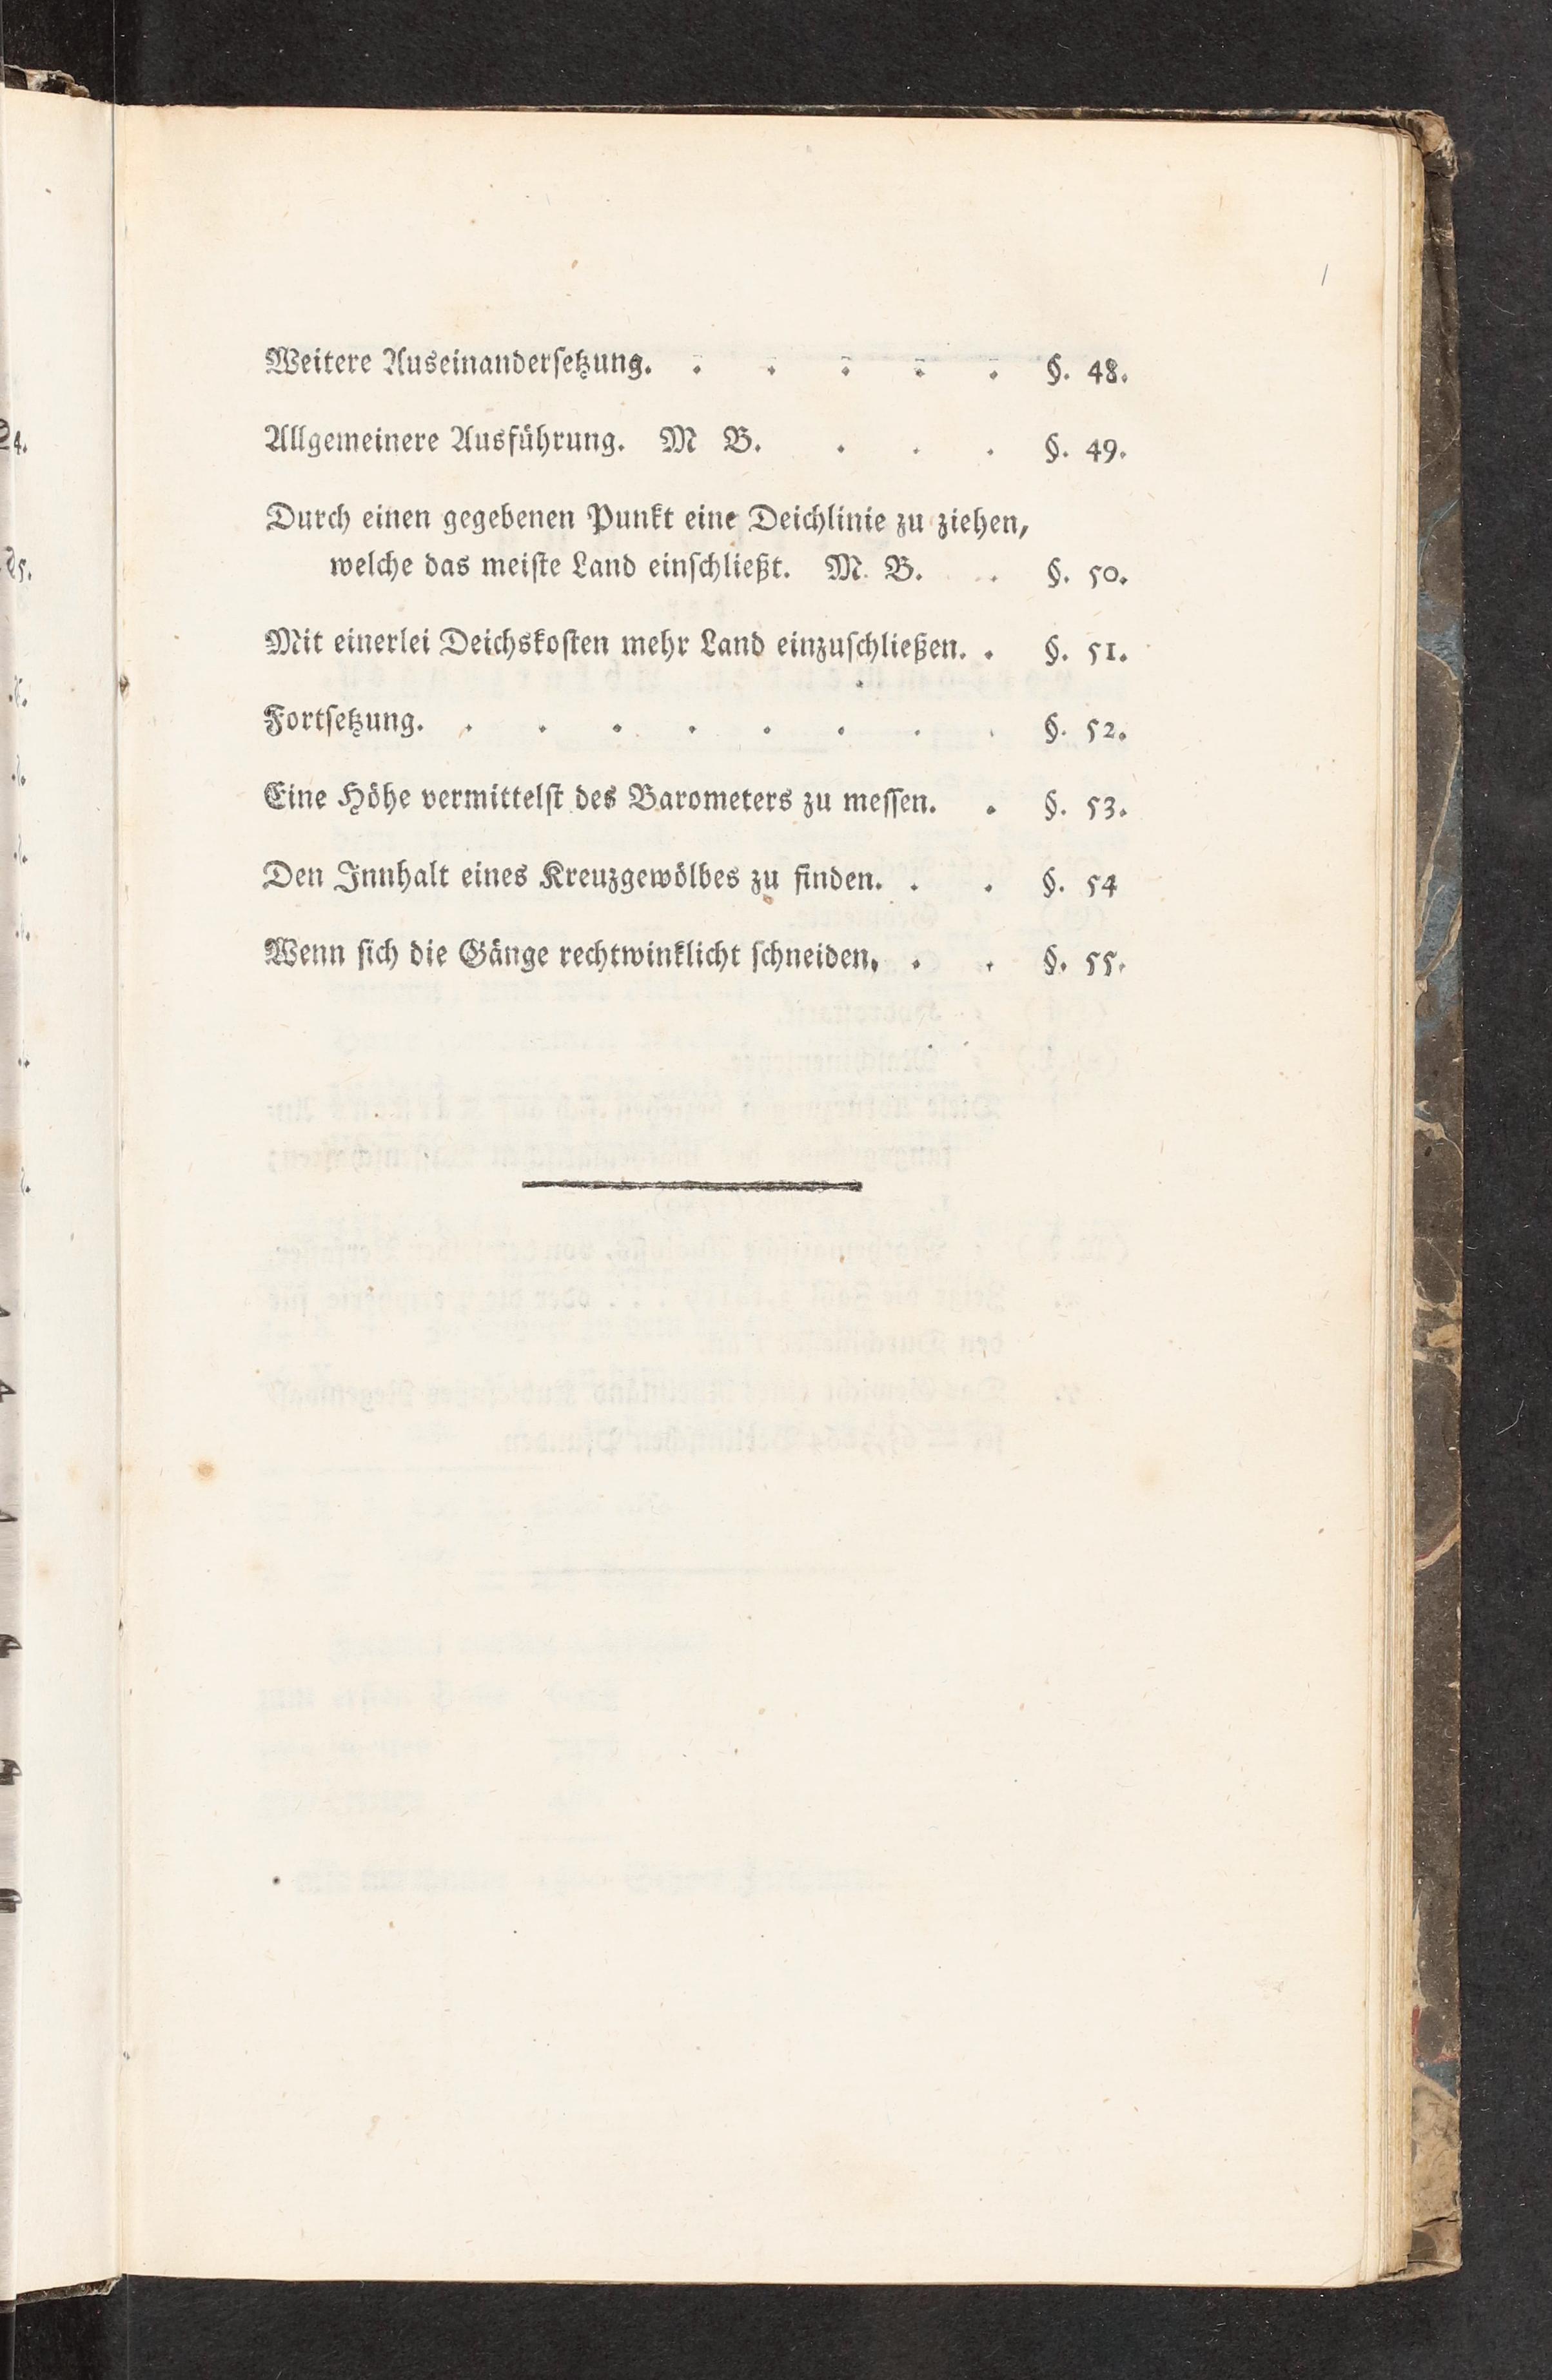 Weitere Auseinandersetzung. . . . . . §. 48.
Allgemeinere Ausführung. M B. . . . §. 49.
Durch einen gegebenen Punkt eine Deichlinie zu ziehen,
welche das meiste Land einschließt. M. B. . §. 50.
Mit einerlei Deichskosten mehr Land einzuschließen. . §. 51.
Fortsetzung. . . . . . . . . §. 52.
Eine Höhe vermittelst des Barometers zu messen. . §. 53.
Den Innhalt eines Kreuzgewölbes zu finden. . . §. 54
Wenn sich die Gänge rechtwinklicht schneiden. . . §. 55.